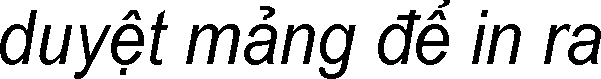 duyệt mảng để in ra